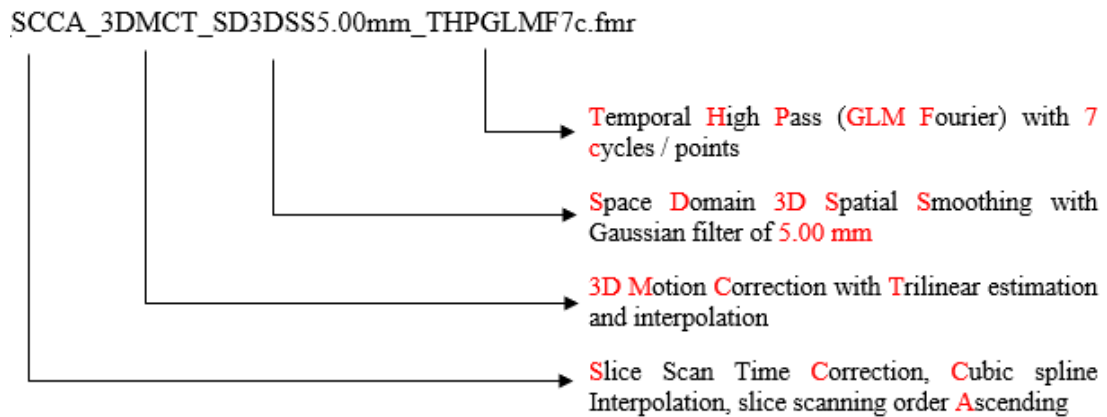 SCCA_3DMCT_SD3DSS5.00mm_THPGLMF7c.fmr
Temporal High Pass (GLM Fourier) with 7
cycles / points
Space Domain 3D Spatial Smoothing with
Gaussian filter of 5.00 mm
3D Motion Correction with Trilinear estimation
and interpolation
Slice Scan Time Correction, Cubic spline
Interpolation, slice scanning order Ascending